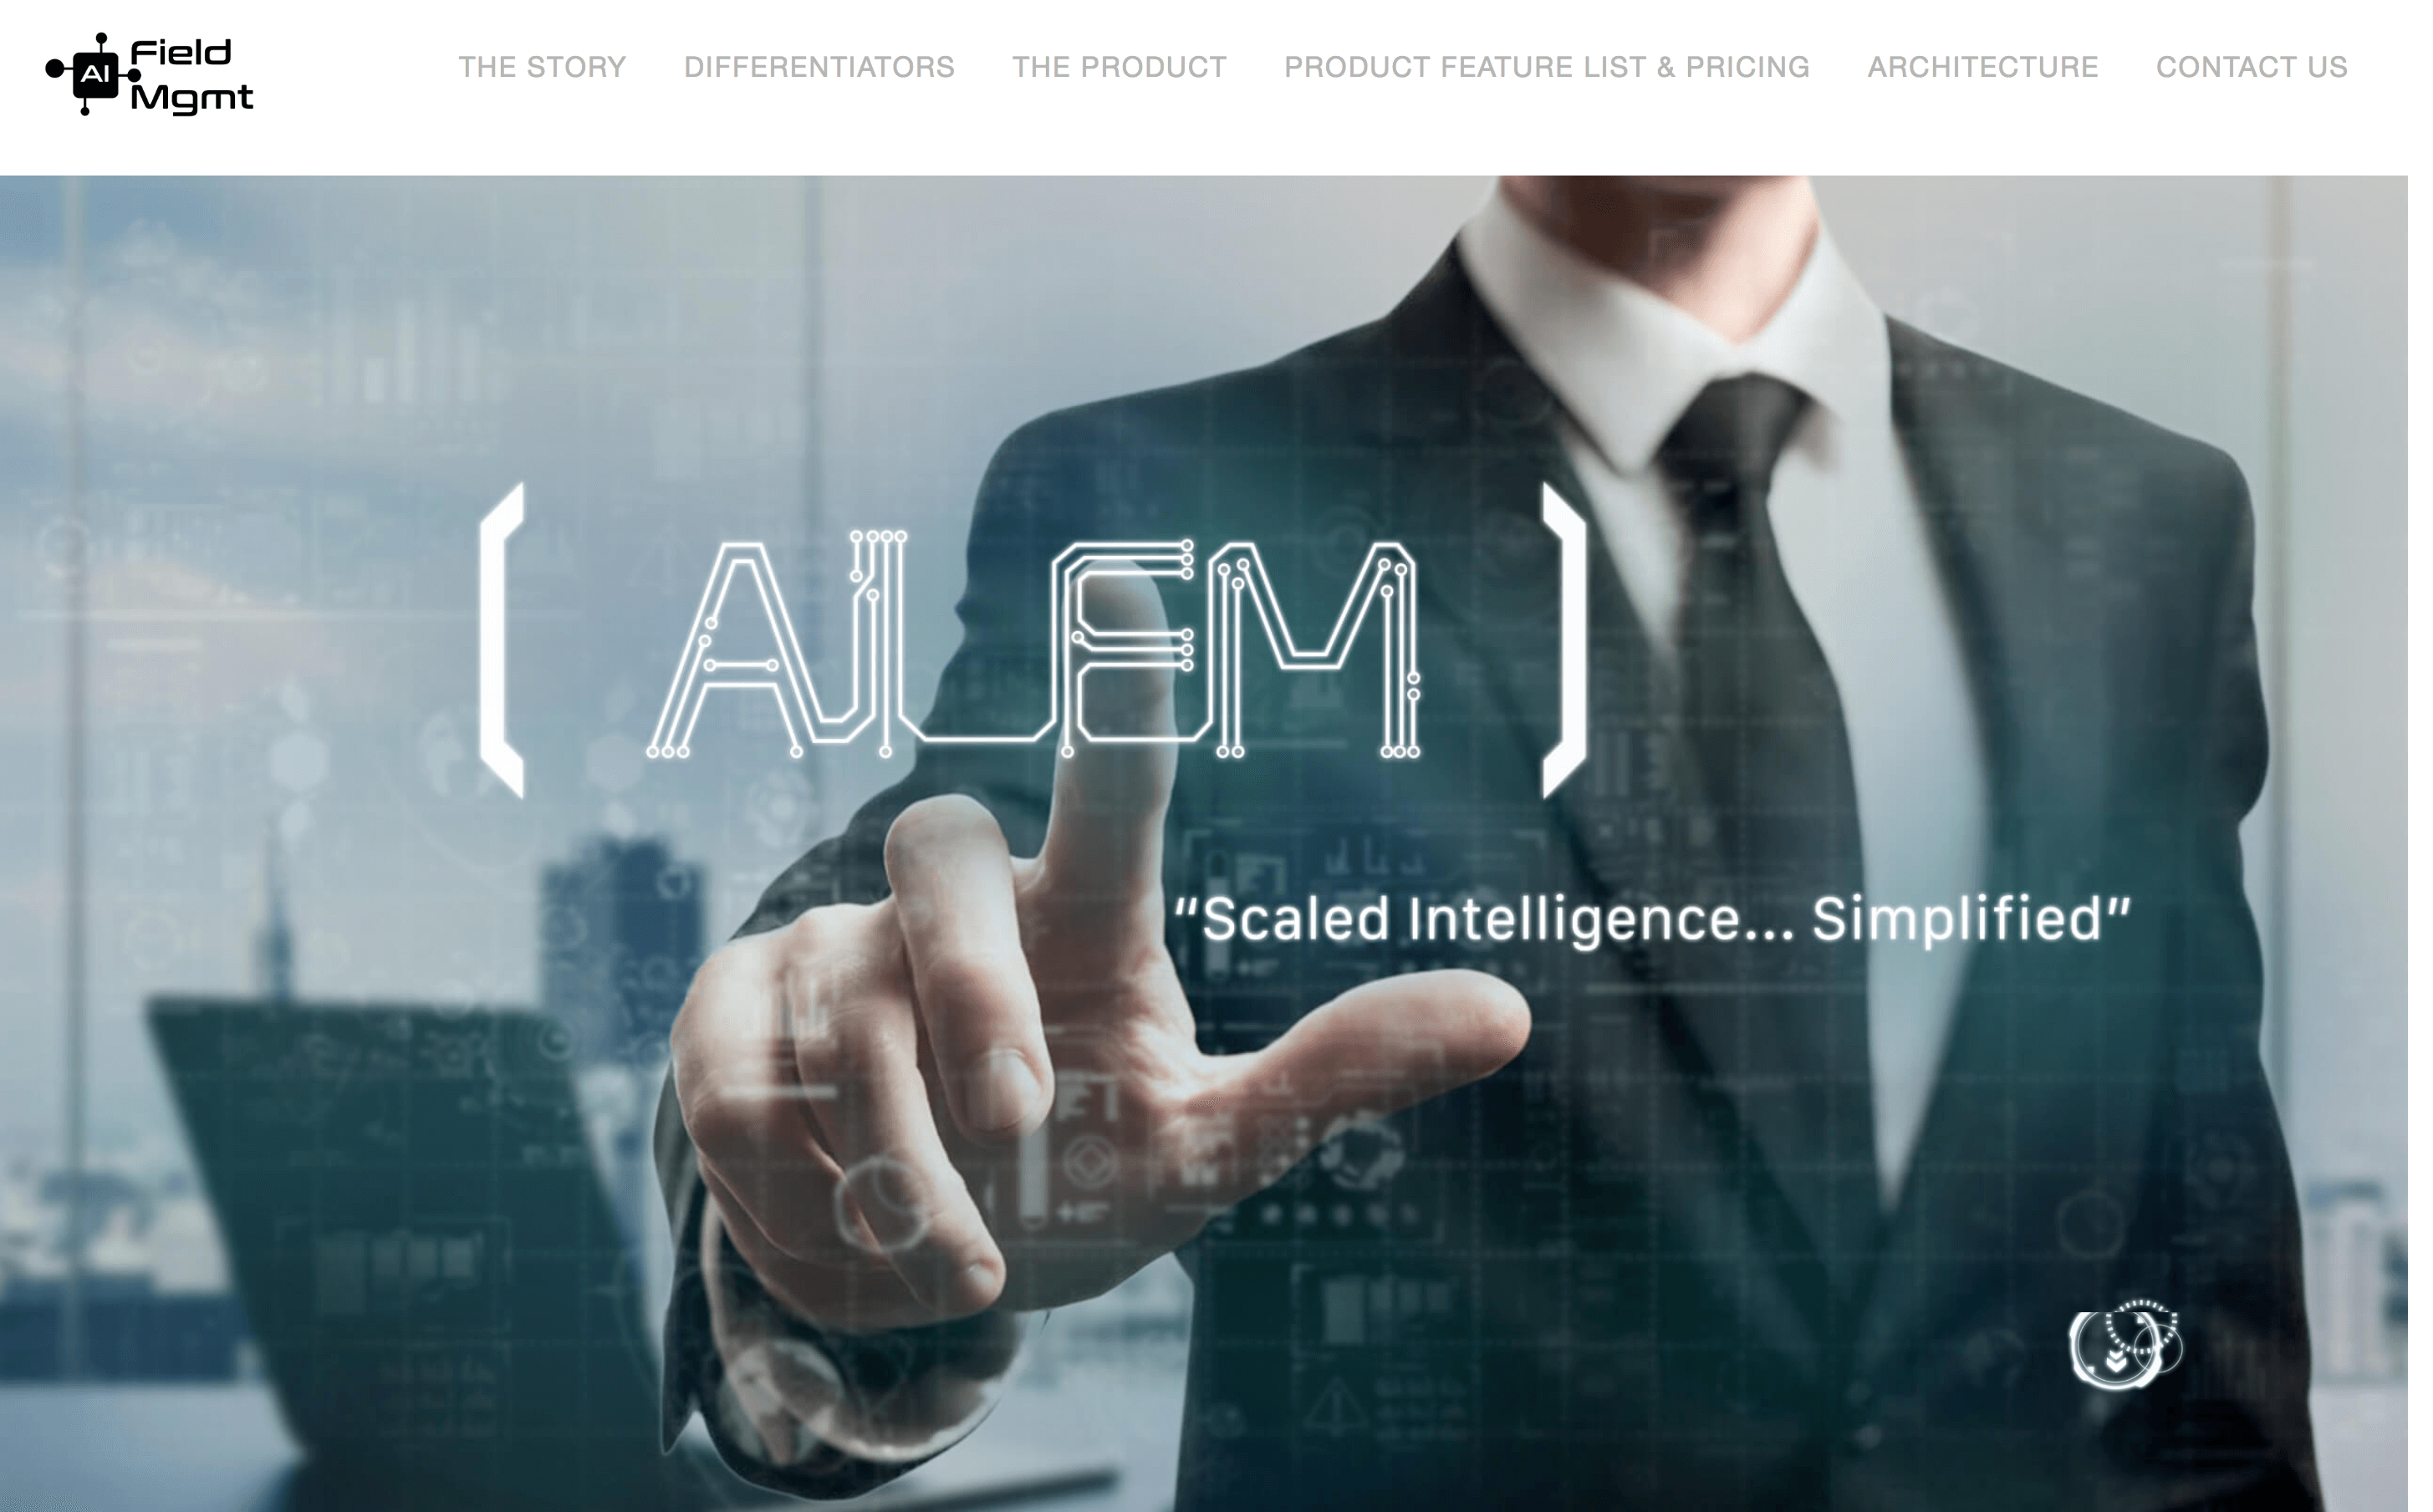 AI
Field
Mgmt
THE STORY
DIFFERENTIATORS
THE PRODUCT
PRODUCT FEATURE LIST & PRICING
ARCHITECTURE
CONTACT US
AIFM
“Scaled Intelligence... Simplified”